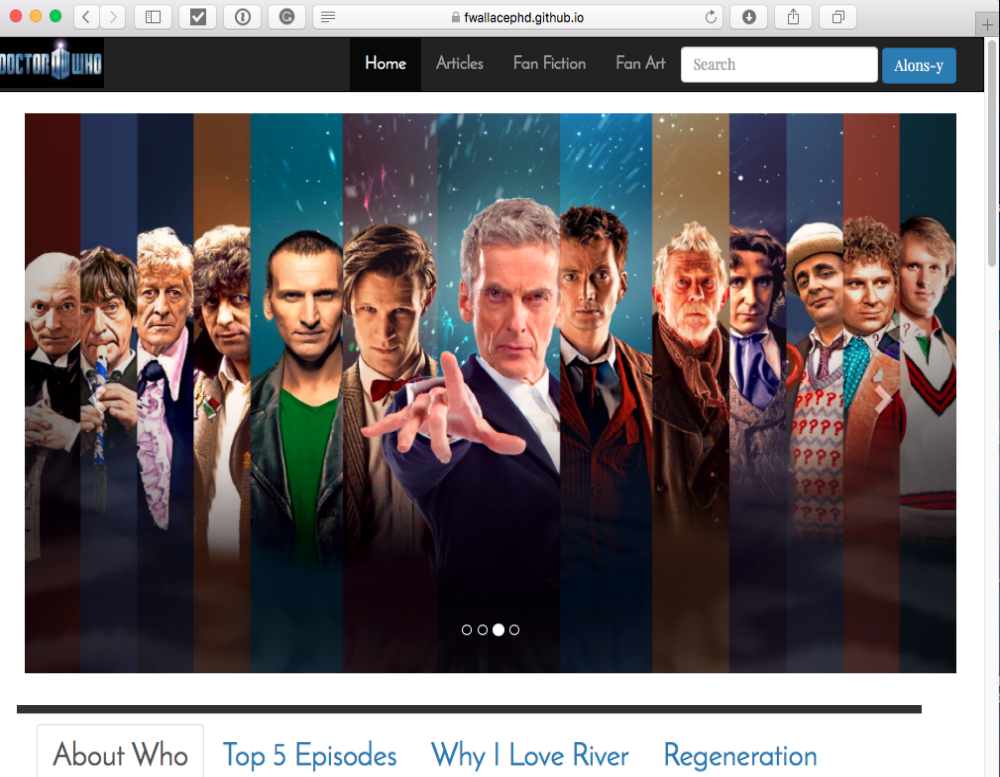 fwallacephd.github.io
DOCTOR WHO
Home Articles Fan Fiction Fan Art Search Alons-y
? ?
????
????
????
About Who Top 5 Episodes Why I Love River Regeneration